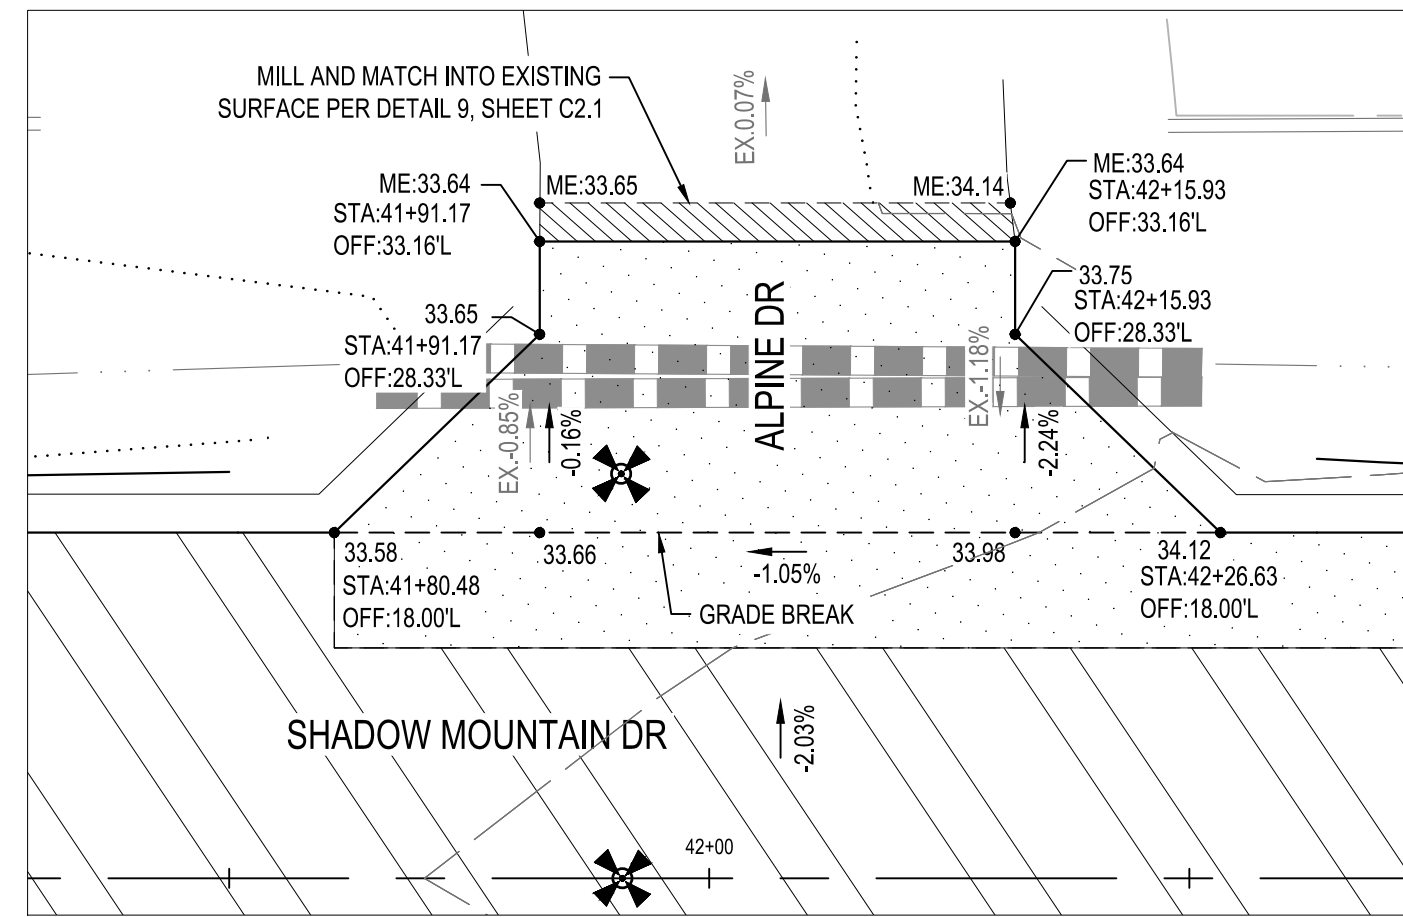 MILL AND MATCH INTO EXISTING
SURFACE PER DETAIL 9, SHEET C2.1
EX.0.07%
ME:33.64
STA:41+91.17
OFF:33.16'L
ME:33.65
ME:34.14
ME:33.64
STA:42+15.93
OFF:33.16'L
33.65
STA:41+91.17
OFF:28.33'L
33.75
STA:42+15.93
OFF:28.33'L
ALPINE DR
EX.-0.85%
-0.16%
EX.-1.18%
-2.24%
33.58
STA:41+80.48
OFF:18.00'L
33.66
-1.05%
33.98
34.12
STA:42+26.63
OFF:18.00'L
GRADE BREAK
SHADOW MOUNTAIN DR
-2.03%
42+00